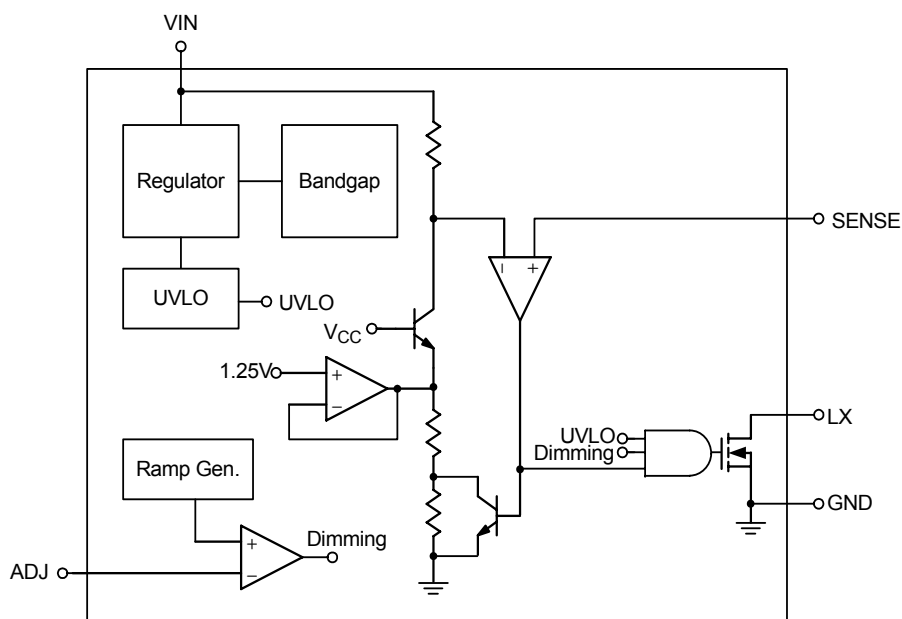 VIN
Regulator
Bandgap
SENSE
UVLO
UVLO
VCC
1.25V
+
−
−
+
LX
UVLO
Dimming
Ramp Gen.
GND
Dimming
+
−
ADJ